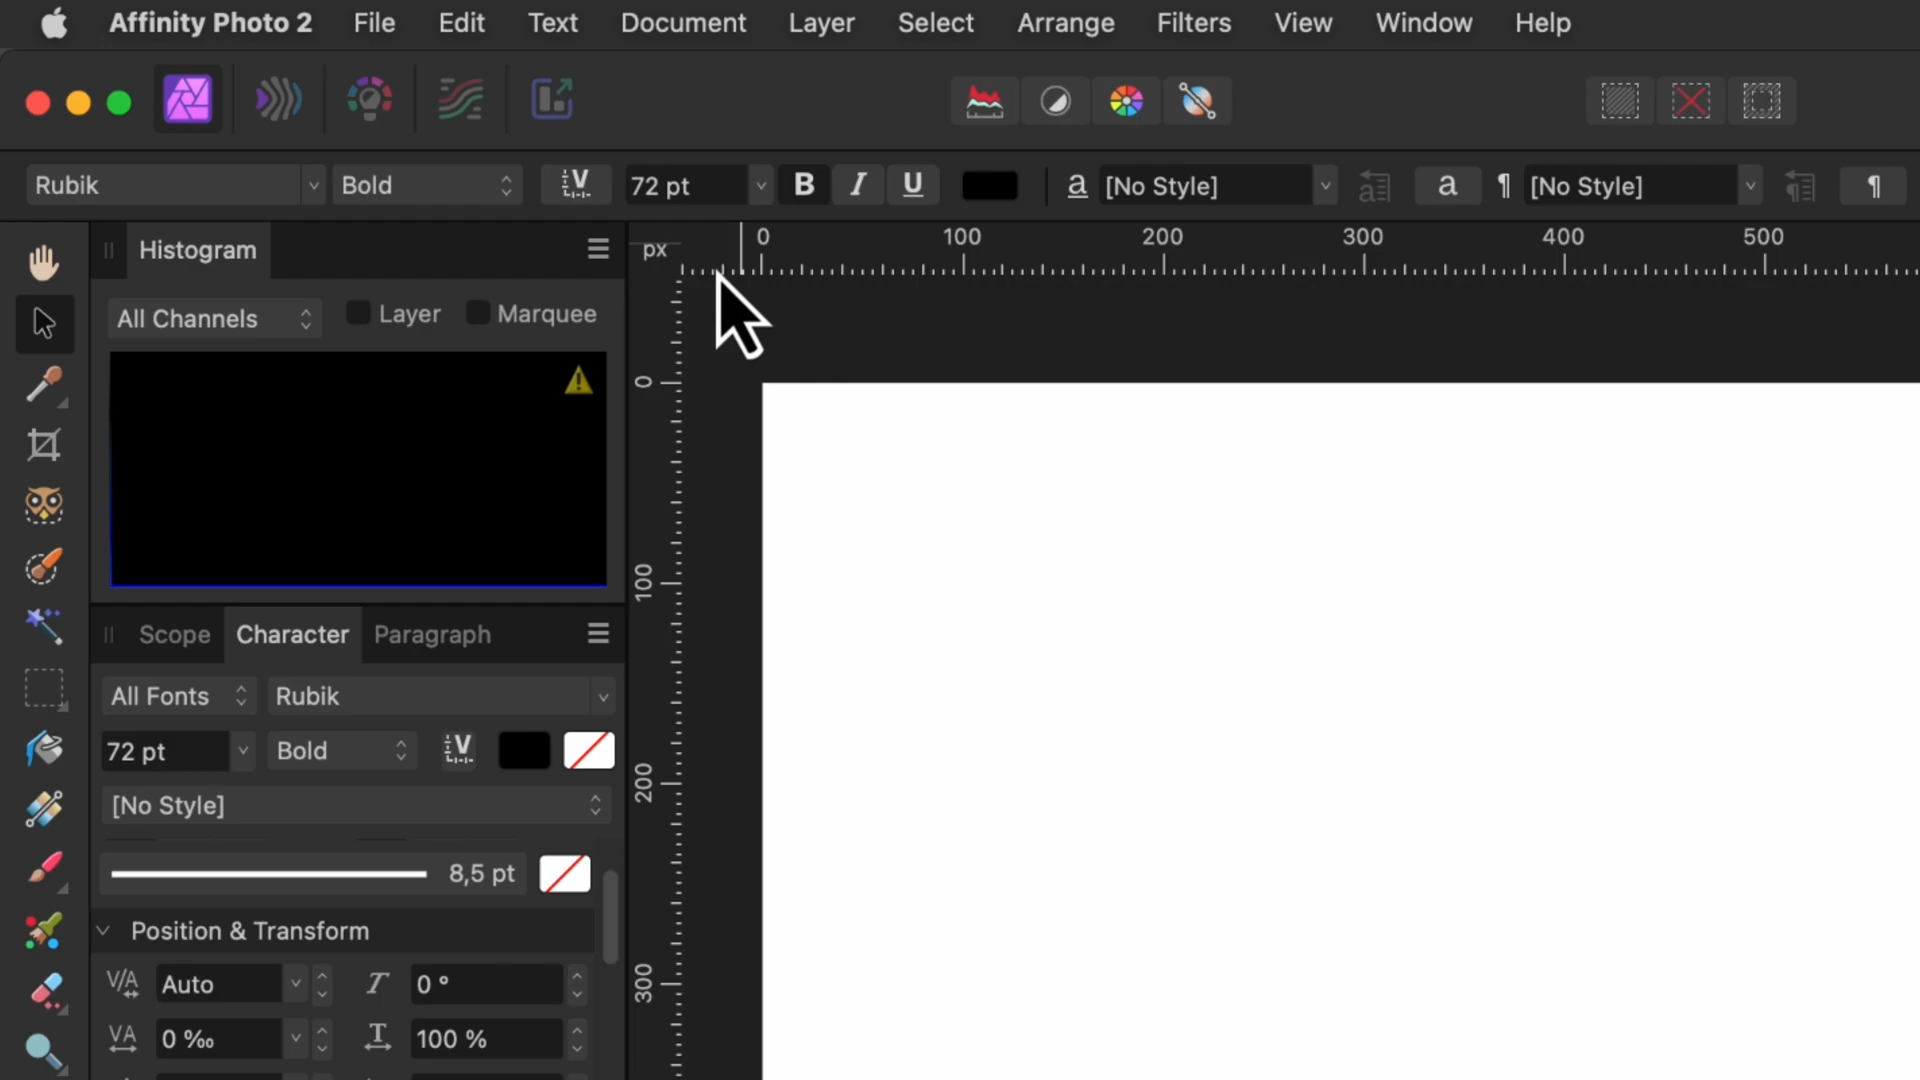 Affinity Photo 2 File Edit Text Document Layer Select Arrange Filters View Window Help
Rubik Bold 72 pt B I U a [No Style] a ¶ [No Style] ¶
Histogram
px 0 100 200 300 400 500
All Channels Layer Marquee
0
100
200
300
Scope Character Paragraph
All Fonts Rubik
72 pt Bold
[No Style]
8,5 pt
Position & Transform
V/A Auto T 0 °
VA 0 ‰ T 100 %